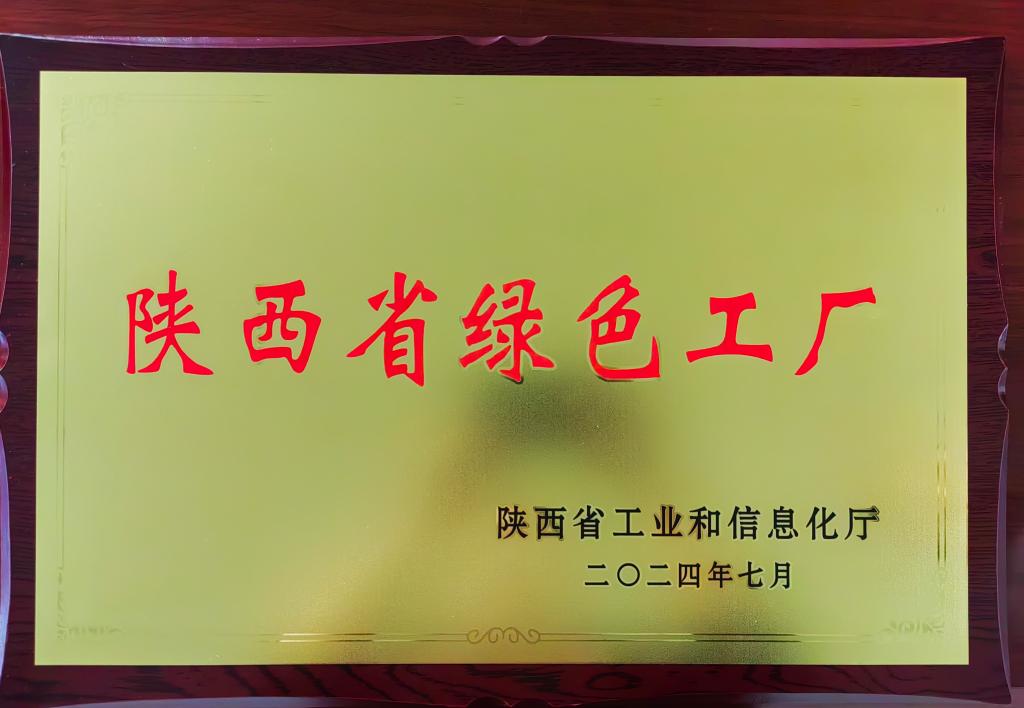 陕西省绿色工厂
陕西省工业和信息化厅
二〇二四年七月